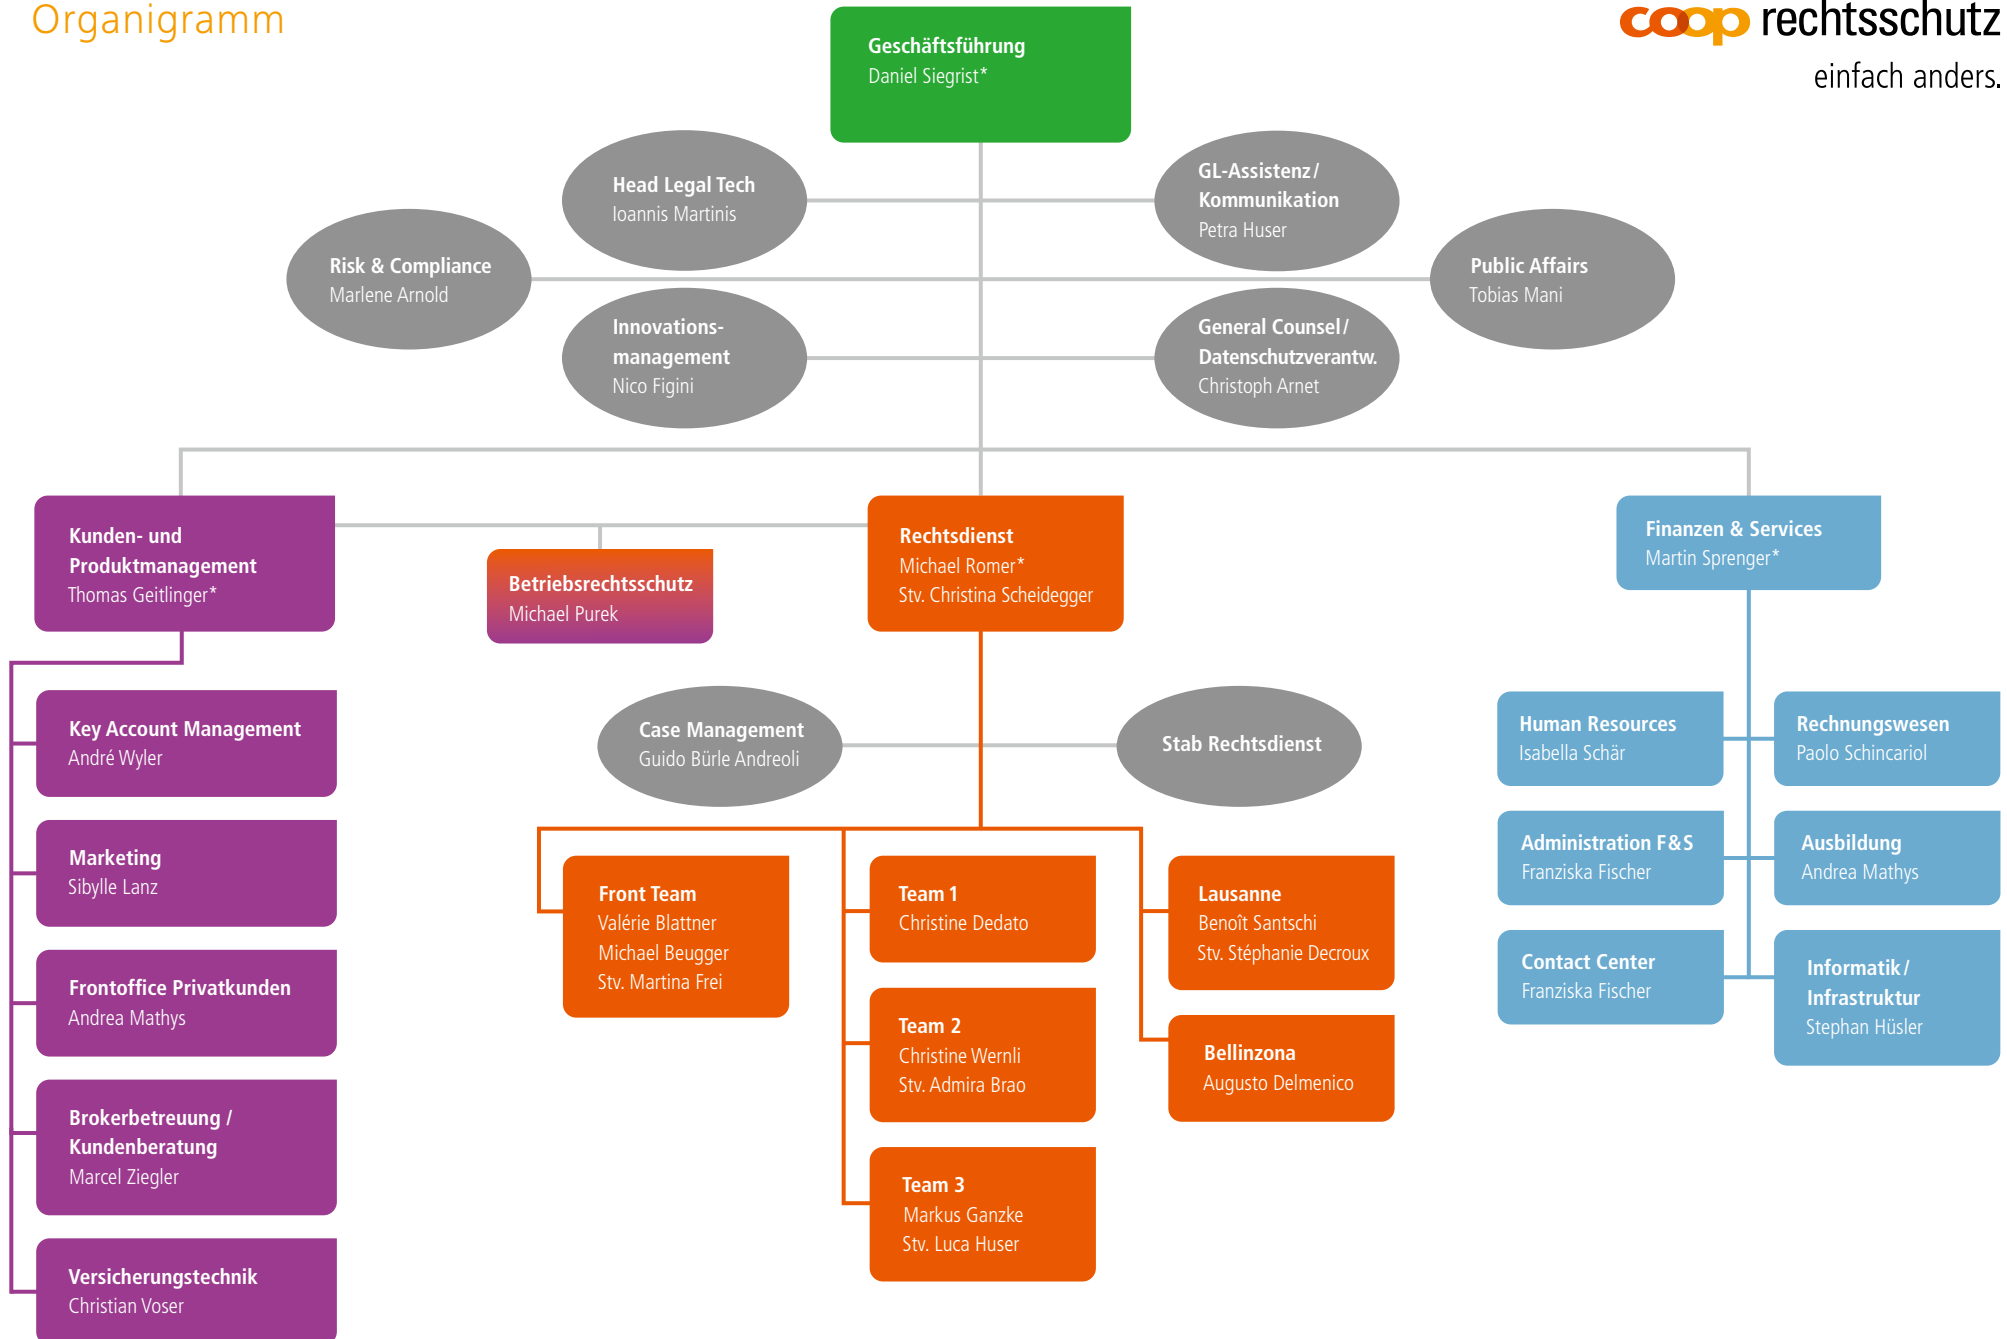 Organigramm
coop rechtsschutz
einfach anders.
Geschäftsführung
Daniel Siegrist*
Head Legal Tech
Ioannis Martinis
GL-Assistenz /
Kommunikation
Petra Huser
Risk & Compliance
Marlene Arnold
Public Affairs
Tobias Mani
Innovations-
management
Nico Figini
General Counsel /
Datenschutzverantw.
Christoph Arnet
Kunden- und
Produktmanagement
Thomas Geitlinger*
Betriebsrechtsschutz
Michael Purek
Rechtsdienst
Michael Romer*
Stv. Christina Scheidegger
Finanzen & Services
Martin Sprenger*
Key Account Management
André Wyler
Marketing
Sibylle Lanz
Frontoffice Privatkunden
Andrea Mathys
Brokerbetreuung /
Kundenberatung
Marcel Ziegler
Versicherungstechnik
Christian Voser
Case Management
Guido Bürle Andreoli
Stab Rechtsdienst
Front Team
Valérie Blattner
Michael Beugger
Stv. Martina Frei
Team 1
Christine Dedato
Team 2
Christine Wernli
Stv. Admira Brao
Team 3
Markus Ganzke
Stv. Luca Huser
Lausanne
Benoît Santschi
Stv. Stéphanie Decroux
Bellinzona
Augusto Delmenico
Human Resources
Isabella Schär
Rechnungswesen
Paolo Schincariol
Administration F&S
Franziska Fischer
Ausbildung
Andrea Mathys
Contact Center
Franziska Fischer
Informatik /
Infrastruktur
Stephan Hüsler